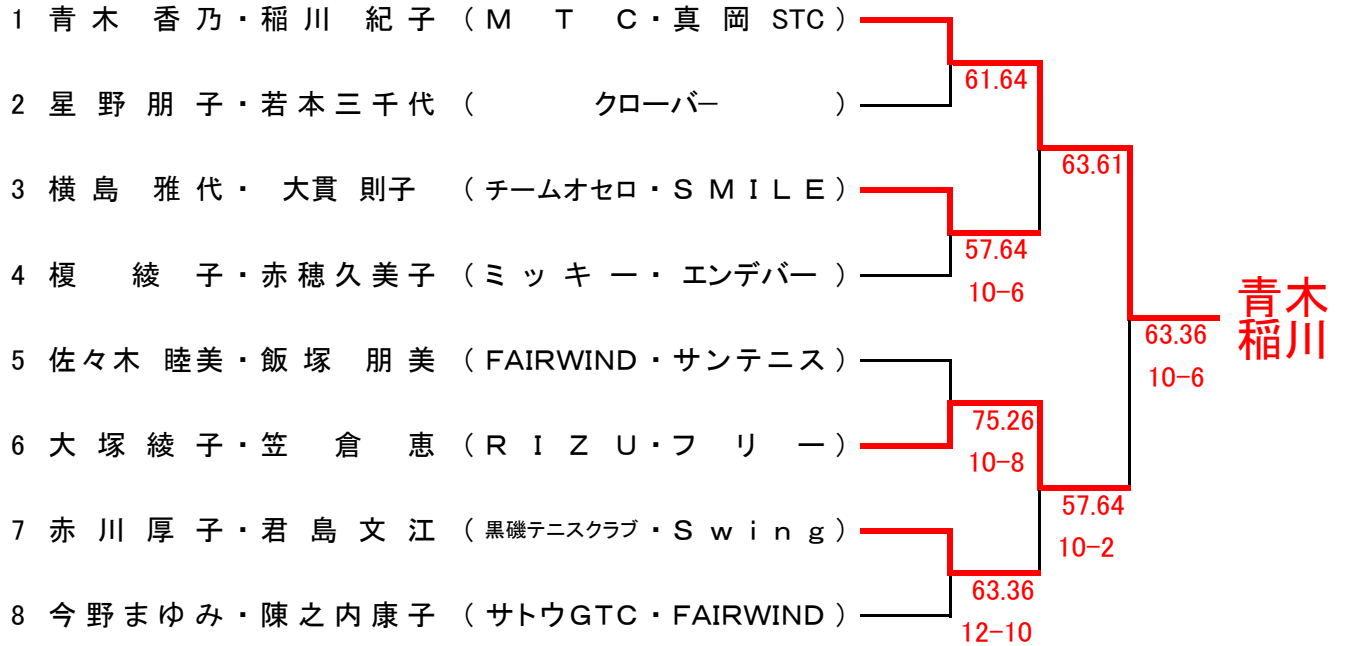 1 青木 香乃・稲川 紀子 (MTC・真岡STC)
61.64
2 星野朋子・若本三千代 (クローバー)
63.61
3 横島 雅代・大貫 則子 (チームオセロ・SMILE)
57.64
4 榎 綾子・赤穂久美子 (ミッキー・エンデバー)
10-6
青木
稲川
63.36
10-6
5 佐々木 睦美・飯塚 朋美 (FAIRWIND・サンテニス)
75.26
6 大塚綾子・笠倉 恵 (RIZU・フリー)
10-8
57.64
7 赤川厚子・君島文江 (黒磯テニスクラブ・Swing)
10-2
63.36
8 今野まゆみ・陳之内康子 (サトウGTC・FAIRWIND)
12-10